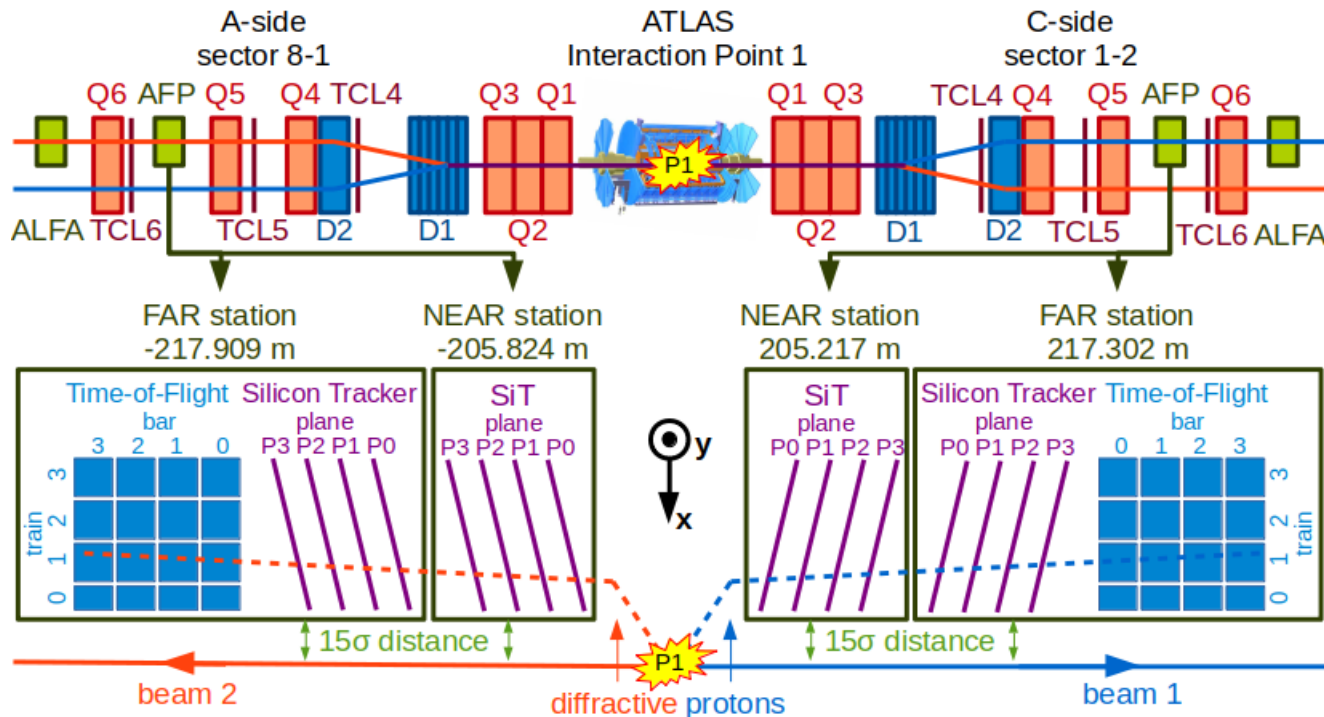 A-side
sector 8-1
ATLAS
Interaction Point 1
C-side
sector 1-2
Q6 AFP Q5 Q4 TCL4 Q3 Q1 Q1 Q3 TCL4 Q4 Q5 AFP Q6
P1
ALFA TCL6 TCL5 D2 D1 Q2 Q2 D1 D2 TCL5 TCL6 ALFA
FAR station
-217.909 m
NEAR station
-205.824 m
NEAR station
205.217 m
FAR station
217.302 m
Time-of-Flight
bar
3 2 1 0
train
3
2
1
0
Silicon Tracker
plane
P3 P2 P1 P0
SiT
plane
P3 P2 P1 P0
y
x
SiT
plane
P0 P1 P2 P3
Silicon Tracker
plane
P0 P1 P2 P3
Time-of-Flight
bar
0 1 2 3
3
2
1
0
train
15σ distance
P1
15σ distance
beam 2
diffractive protons
beam 1